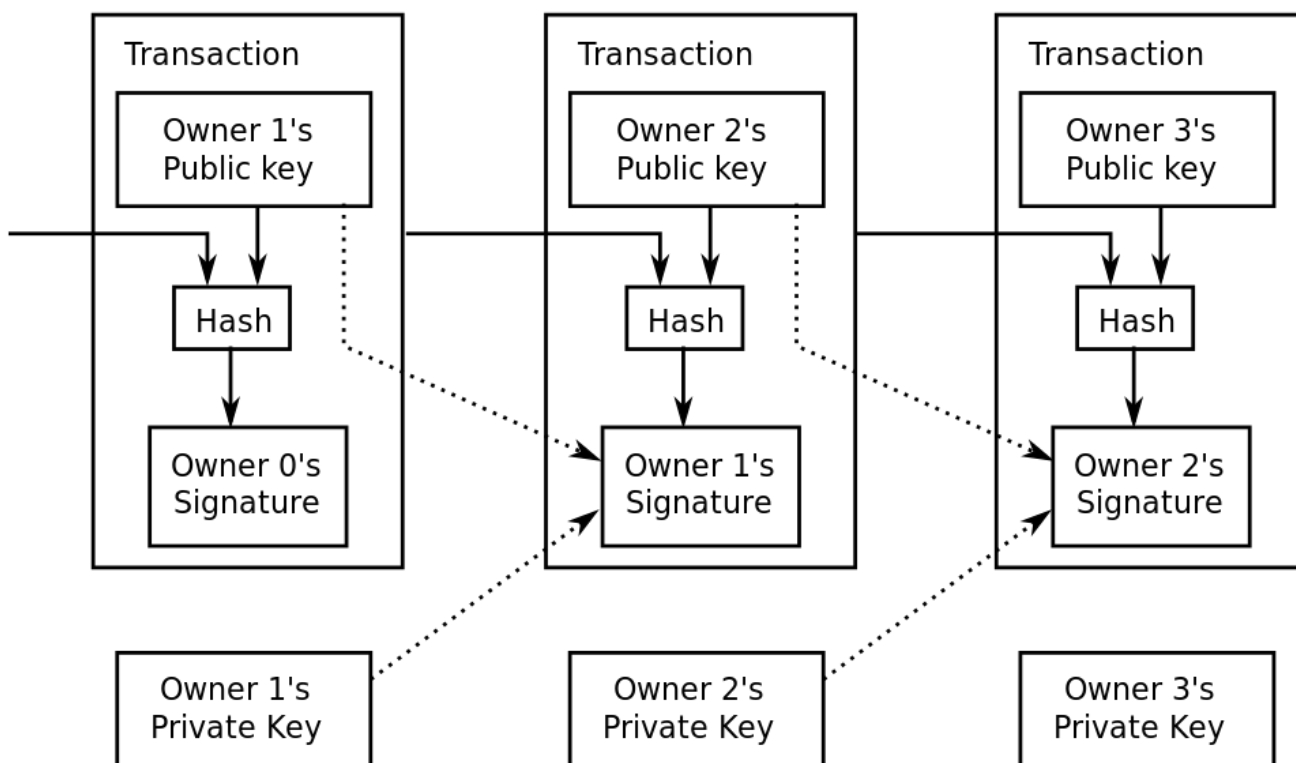 Transaction
Owner 1's
Public key
Hash
Owner 0's
Signature
Owner 1's
Private Key
Transaction
Owner 2's
Public key
Hash
Owner 1's
Signature
Owner 2's
Private Key
Transaction
Owner 3's
Public key
Hash
Owner 2's
Signature
Owner 3's
Private Key